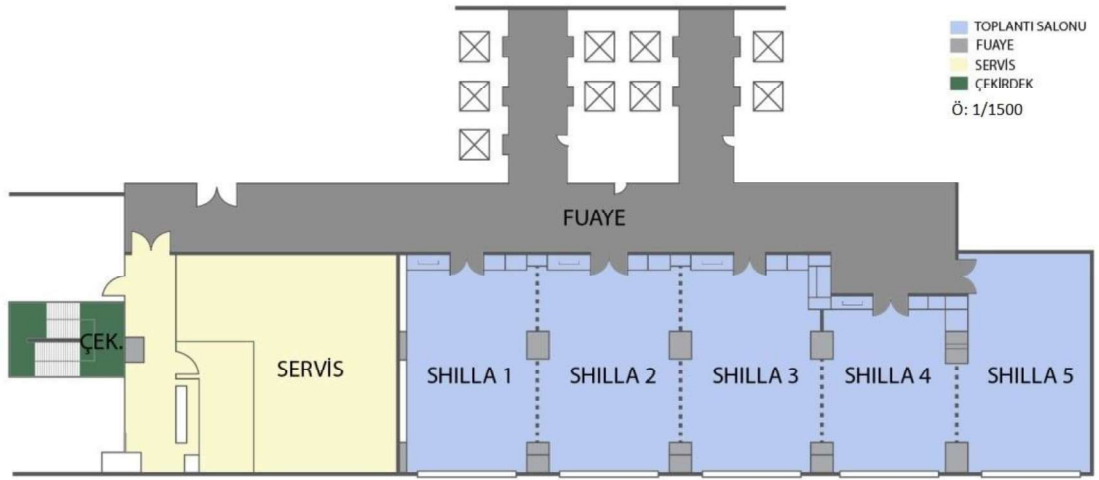 TOPLANTI SALONU
FUAYE
SERVİS
ÇEKİRDEK
Ö: 1/1500
FUAYE
ÇEK.
SERVİS
SHILLA 1
SHILLA 2
SHILLA 3
SHILLA 4
SHILLA 5